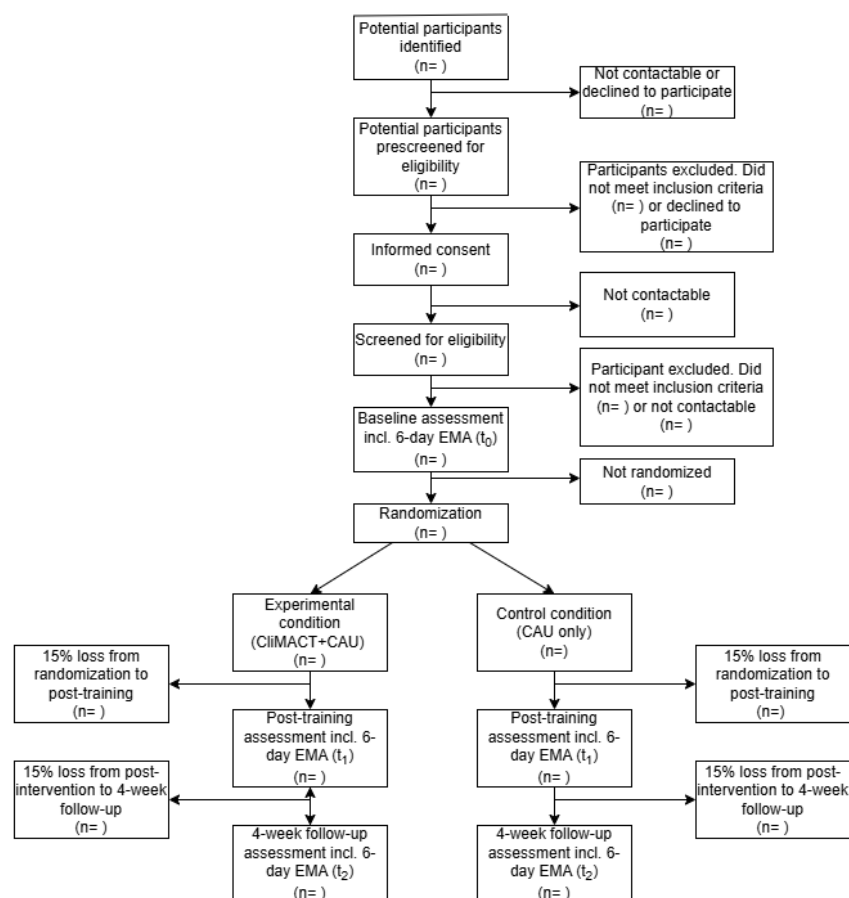 Potential participants
identified
(n= )
Not contactable or
declined to participate
(n= )
Potential participants
prescreened for
eligibility
(n= )
Participants excluded. Did
not meet inclusion criteria
(n= ) or declined to
participate
(n= )
Informed consent
(n= )
Not contactable
(n= )
Screened for eligibility
(n= )
Participant excluded. Did
not meet inclusion criteria
(n= ) or not contactable
(n= )
Baseline assessment
incl. 6-day EMA (t0)
(n= )
Not randomized
(n= )
Randomization
(n= )
Experimental
condition
(CliMACT+CAU)
(n= )
Control condition
(CAU only)
(n=)
15% loss from
randomization to
post-training
(n= )
15% loss from
randomization to
post-training
(n=)
Post-training
assessment incl. 6-
day EMA (t1)
(n= )
Post-training
assessment incl. 6-
day EMA (t1)
(n= )
15% loss from post-
intervention to 4-week
follow-up
(n= )
15% loss from post-
intervention to 4-week
follow-up
(n= )
4-week follow-up
assessment incl. 6-
day EMA (t2)
(n= )
4-week follow-up
assessment incl. 6-
day EMA (t2)
(n= )